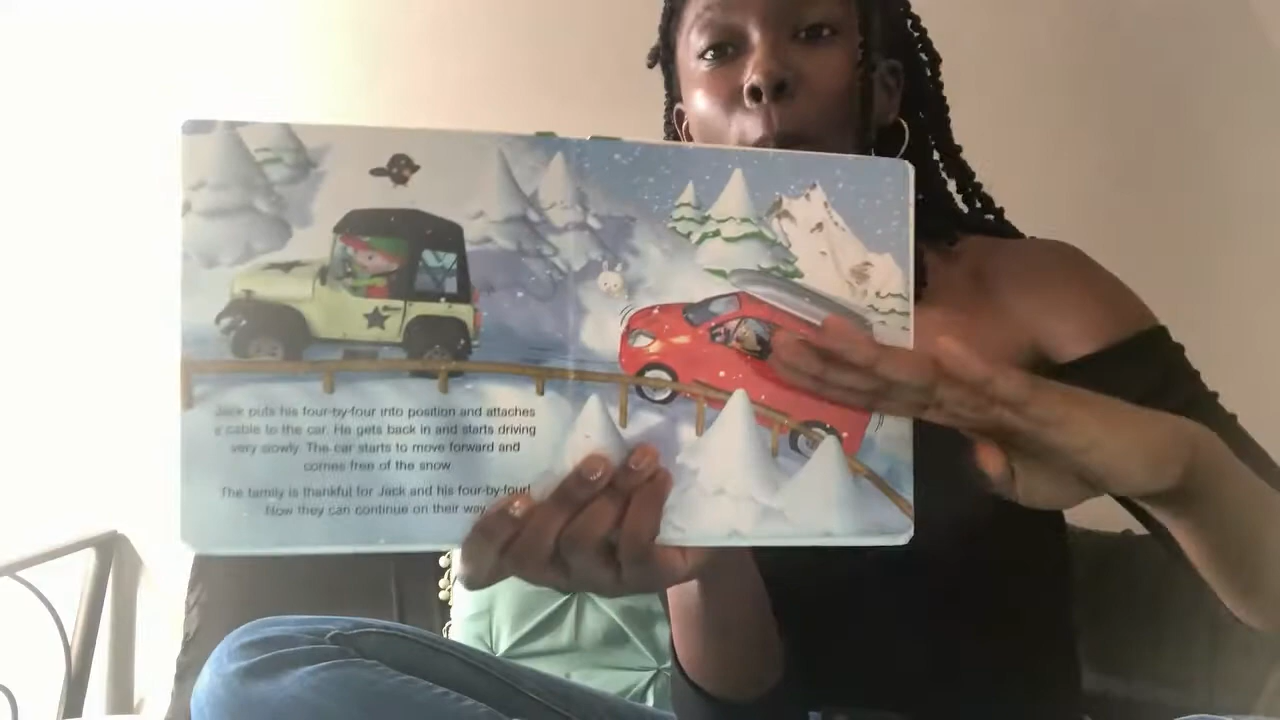 Jack puts his four-by-four into position and attaches
a cable to the car. He gets back in and starts driving
very slowly. The car starts to move forward and
comes free of the snow
The family is thankful for Jack and his four-by-four!
Now they can continue on their way.